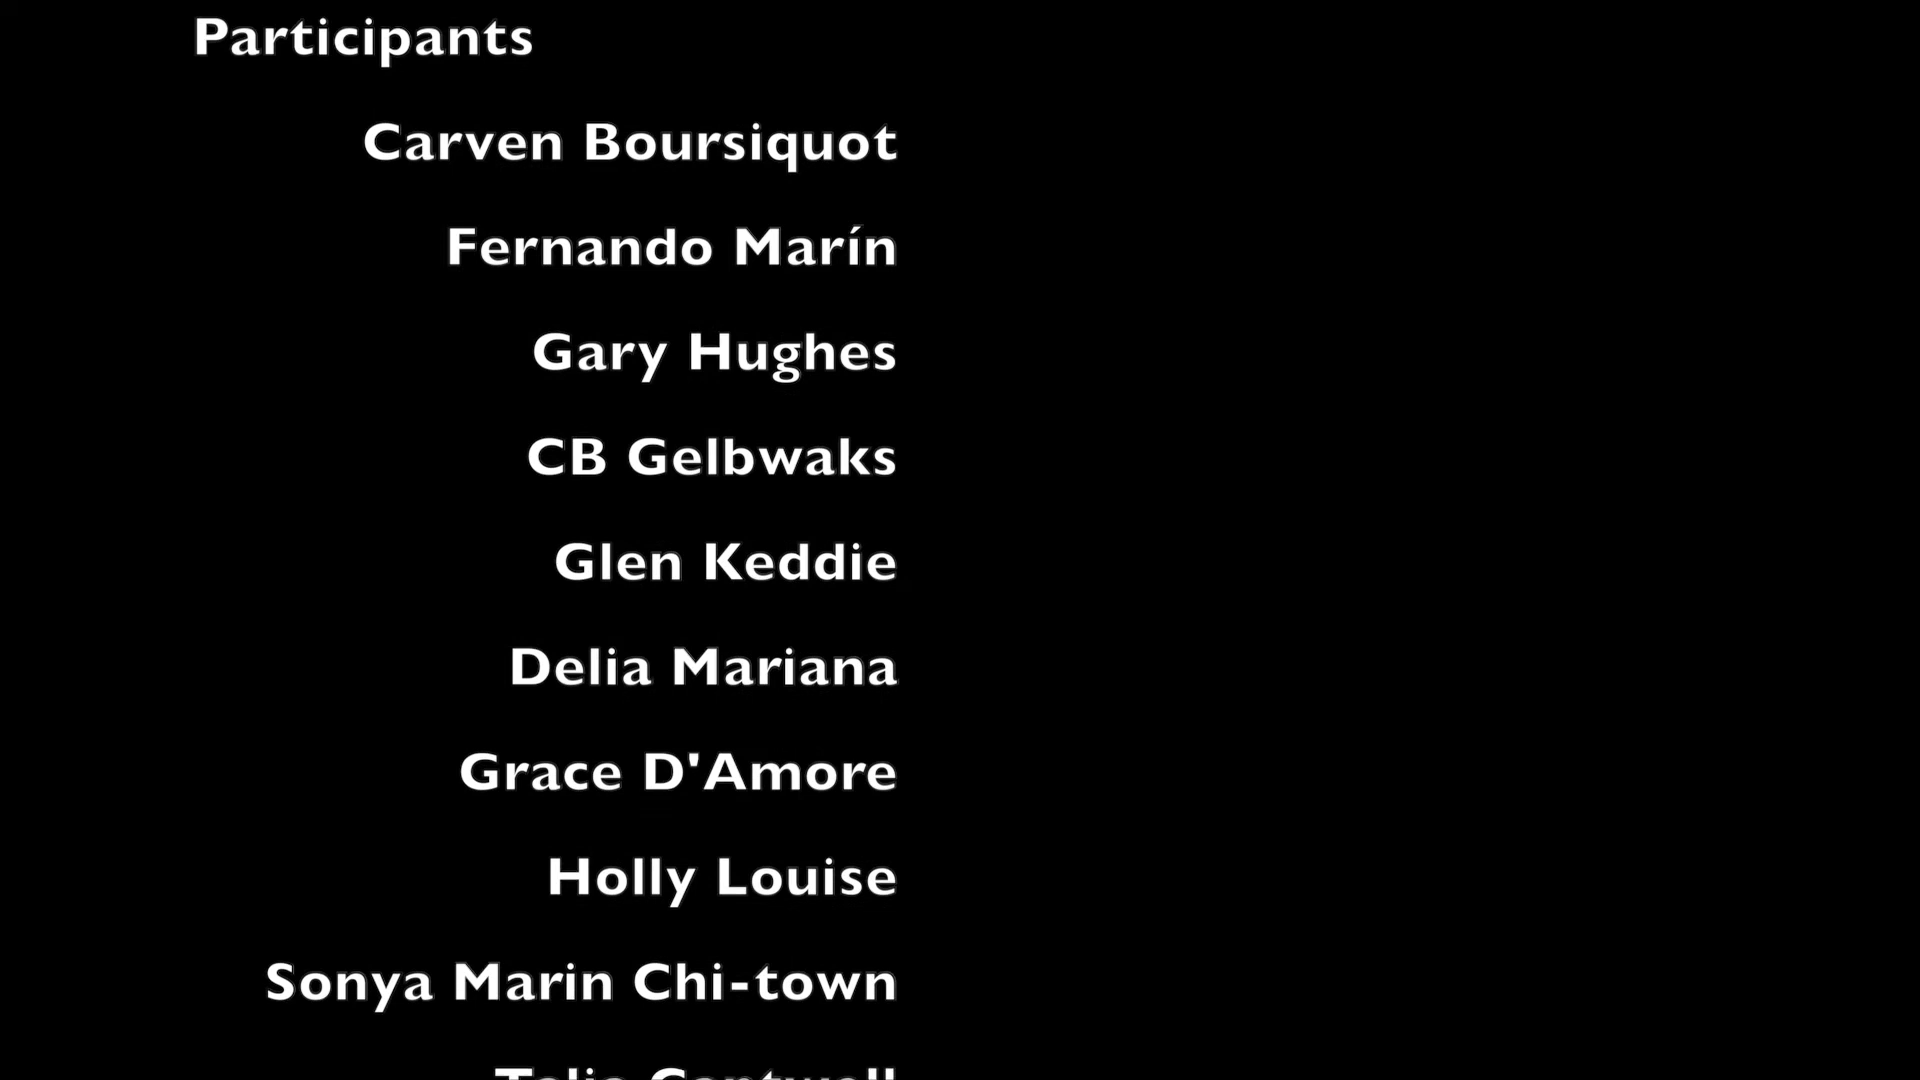 Participants
Carven Boursiquot
Fernando Marín
Gary Hughes
CB Gelbwaks
Glen Keddie
Delia Mariana
Grace D'Amore
Holly Louise
Sonya Marin Chi-town